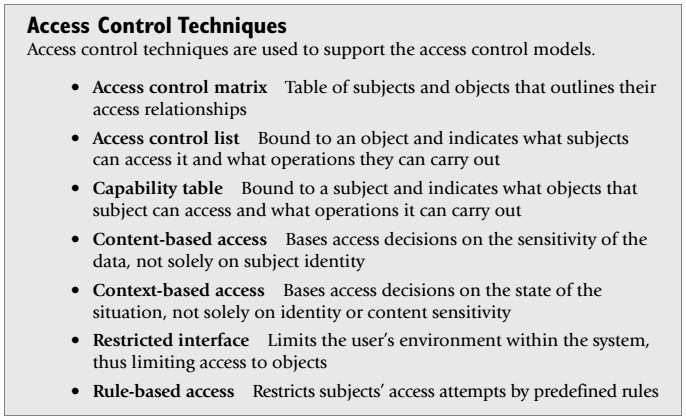 Access Control Techniques
Access control techniques are used to support the access control models.
• Access control matrix Table of subjects and objects that outlines their
access relationships
• Access control list Bound to an object and indicates what subjects
can access it and what operations they can carry out
• Capability table Bound to a subject and indicates what objects that
subject can access and what operations it can carry out
• Content-based access Bases access decisions on the sensitivity of the
data, not solely on subject identity
• Context-based access Bases access decisions on the state of the
situation, not solely on identity or content sensitivity
• Restricted interface Limits the user's environment within the system,
thus limiting access to objects
• Rule-based access Restricts subjects' access attempts by predefined rules